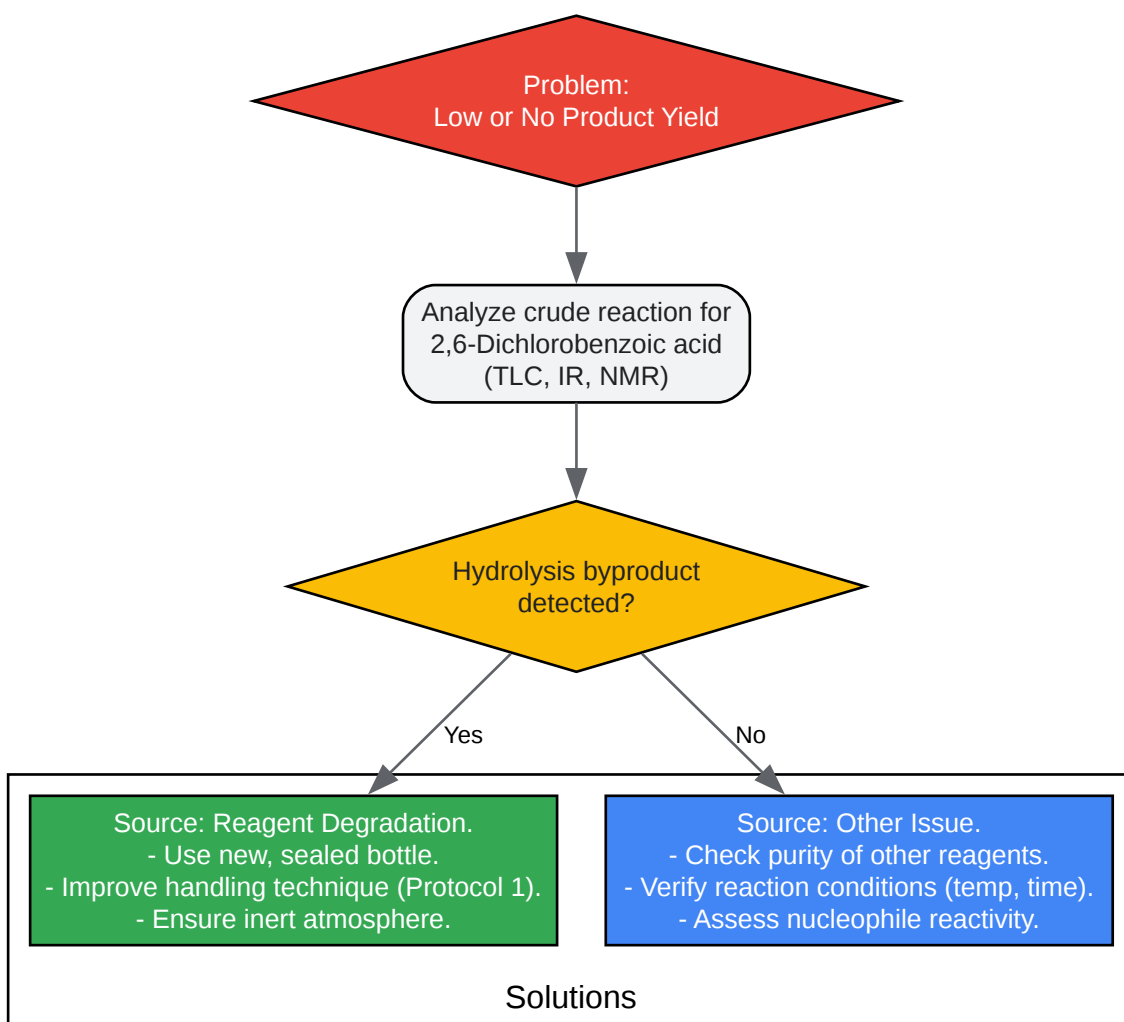 Problem:
Low or No Product Yield
Analyze crude reaction for
2,6-Dichlorobenzoic acid
(TLC, IR, NMR)
Hydrolysis byproduct
detected?
Yes
No
Source: Reagent Degradation.
- Use new, sealed bottle.
- Improve handling technique (Protocol 1).
- Ensure inert atmosphere.
Source: Other Issue.
- Check purity of other reagents.
- Verify reaction conditions (temp, time).
- Assess nucleophile reactivity.
Solutions